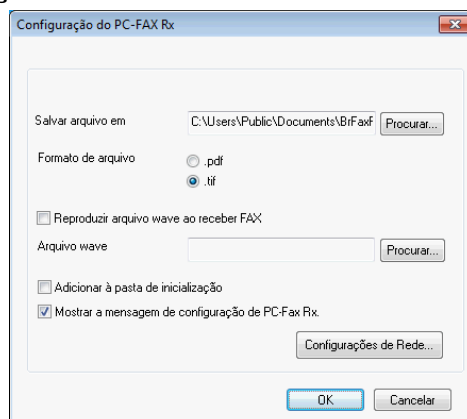 Configuração do PC-FAX Rx
Salvar arquivo em C:\Users\Public\Documents\BrFaxF Procurar...
Formato de arquivo .pdf
.tif
Reproduzir arquivo wave ao receber FAX
Arquivo wave Procurar...
Adicionar à pasta de inicialização
Mostrar a mensagem de configuração de PC-Fax Rx.
Configurações de Rede...
OK Cancelar